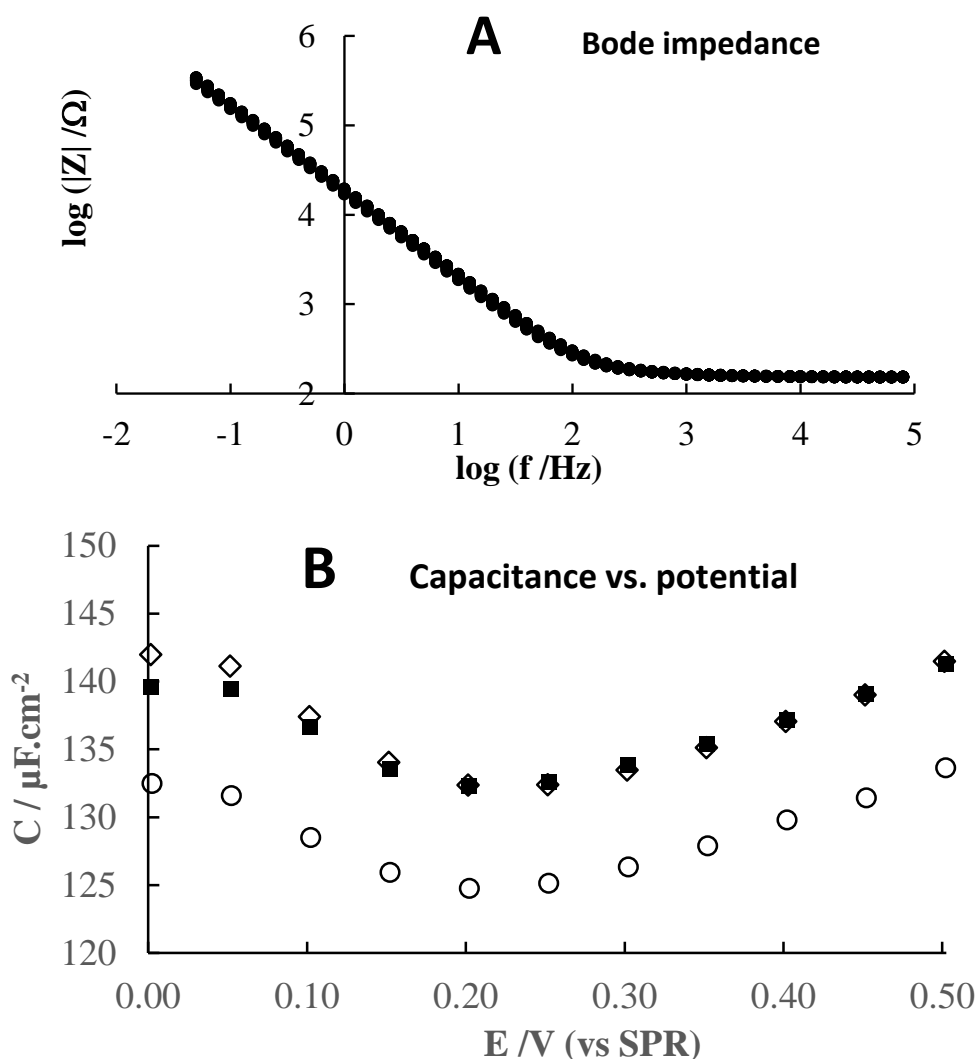 A Bode impedance
log (|Z| /Ω)
6
5
4
3
2
-2 -1 0 1 2 3 4 5
log (f /Hz)
B Capacitance vs. potential
C / µF.cm-2
150
145
140
135
130
125
120
0.00 0.10 0.20 0.30 0.40 0.50
E /V (vs SPR)